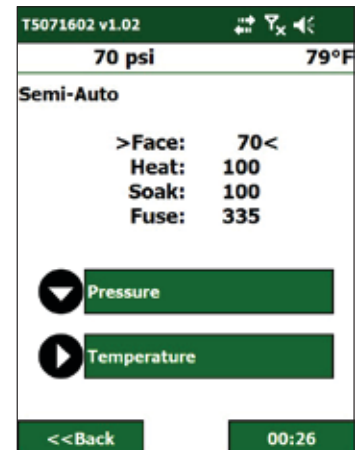 T5071602 v1.02
70 psi 79°F
Semi-Auto
>Face: 70<
Heat: 100
Soak: 100
Fuse: 335
Pressure
Temperature
<<Back 00:26